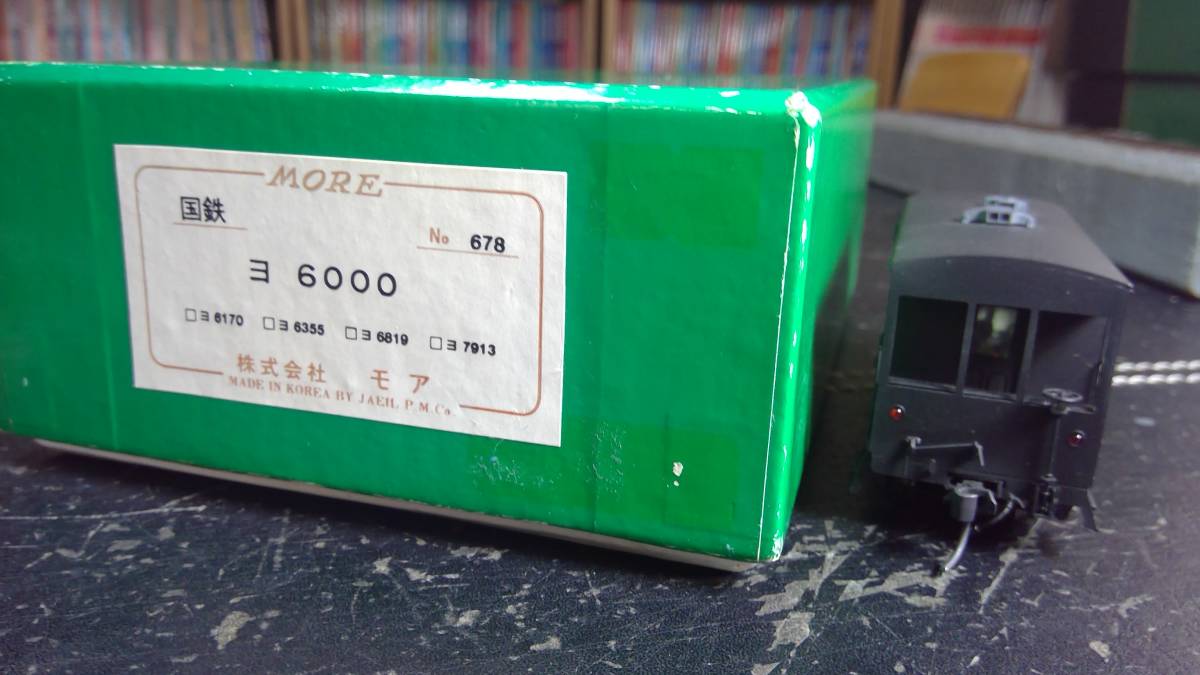 MORE
国鉄
No 678
ヨ 6000
□ヨ 6170 □ヨ 6355 □ヨ 6819 □ヨ 7913
株式会社 モア
MADE IN KOREA BY JAEIL P.M.Co